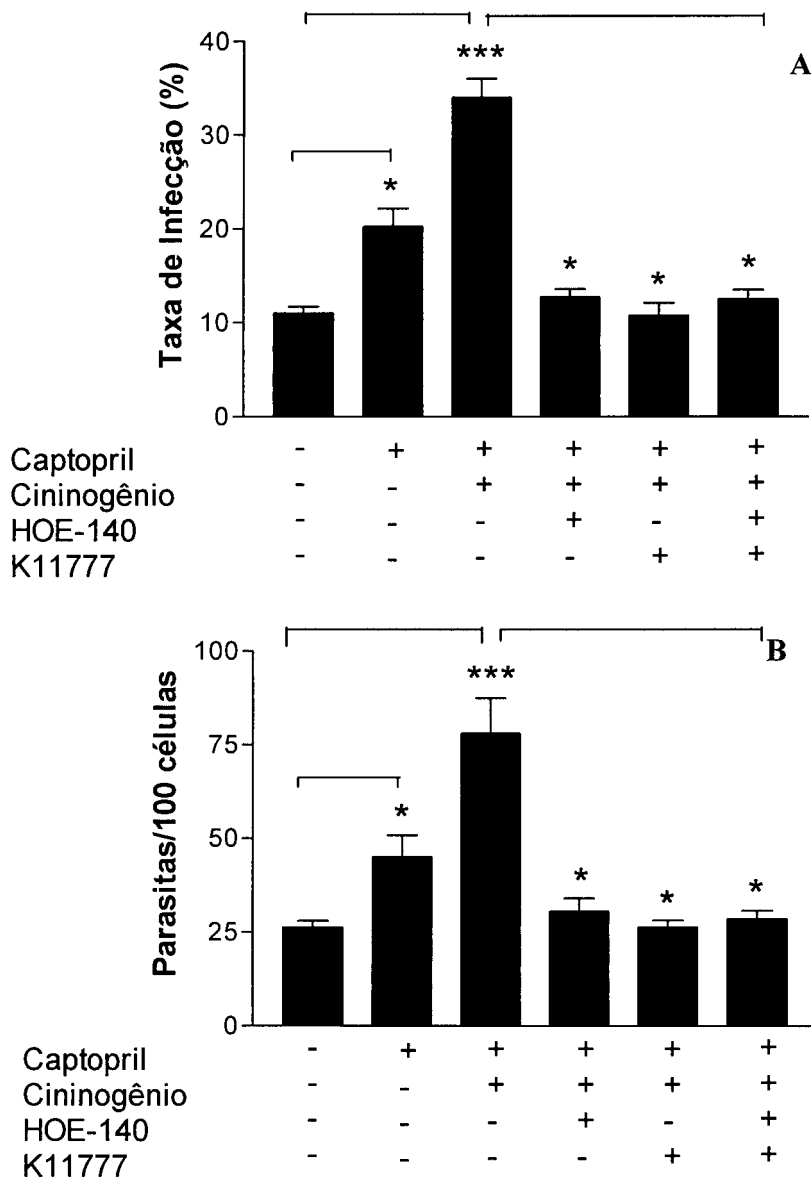 A
***
40
30
20
10
0
Taxa de Infecção (%)
*
*
*
*
Captopril - + + + + +
Cininogênio - - + + + +
HOE-140 - - - + - +
K11777 - - - - + +
B
***
100
75
50
25
0
Parasitas/100 células
*
*
*
*
Captopril - + + + + +
Cininogênio - - + + + +
HOE-140 - - - + - +
K11777 - - - - + +